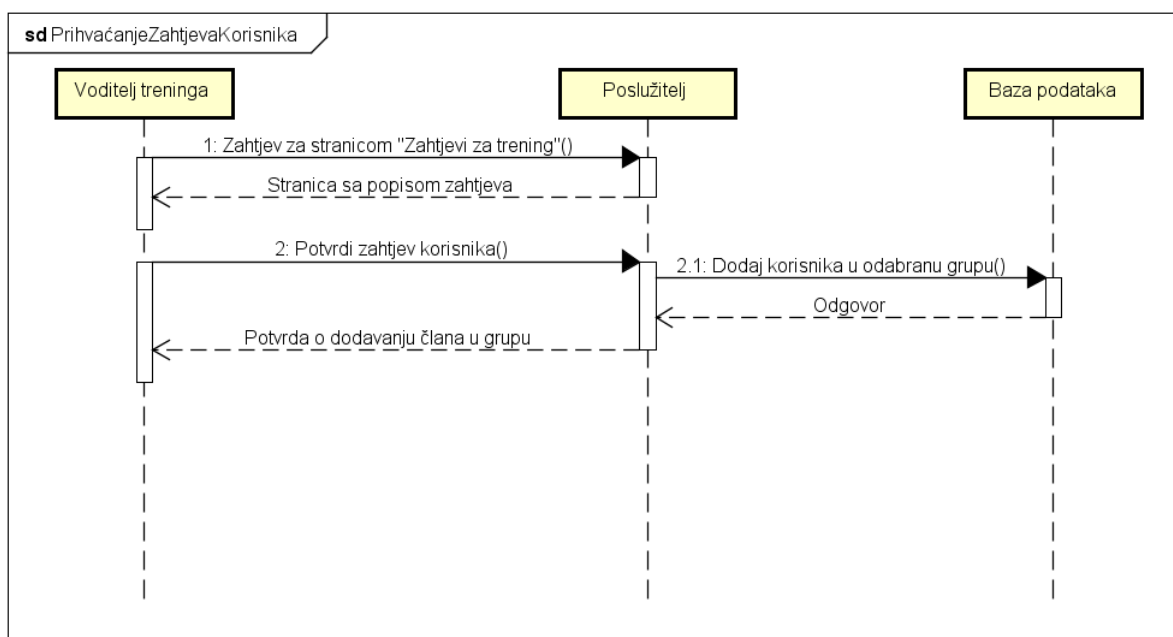 sd PrihvaćanjeZahtjevaKorisnika
Voditelj treninga
Poslužitelj
Baza podataka
1: Zahtjev za stranicom "Zahtjevi za trening"()
Stranica sa popisom zahtjeva
2: Potvrdi zahtjev korisnika()
2.1: Dodaj korisnika u odabranu grupu()
Odgovor
Potvrda o dodavanju člana u grupu